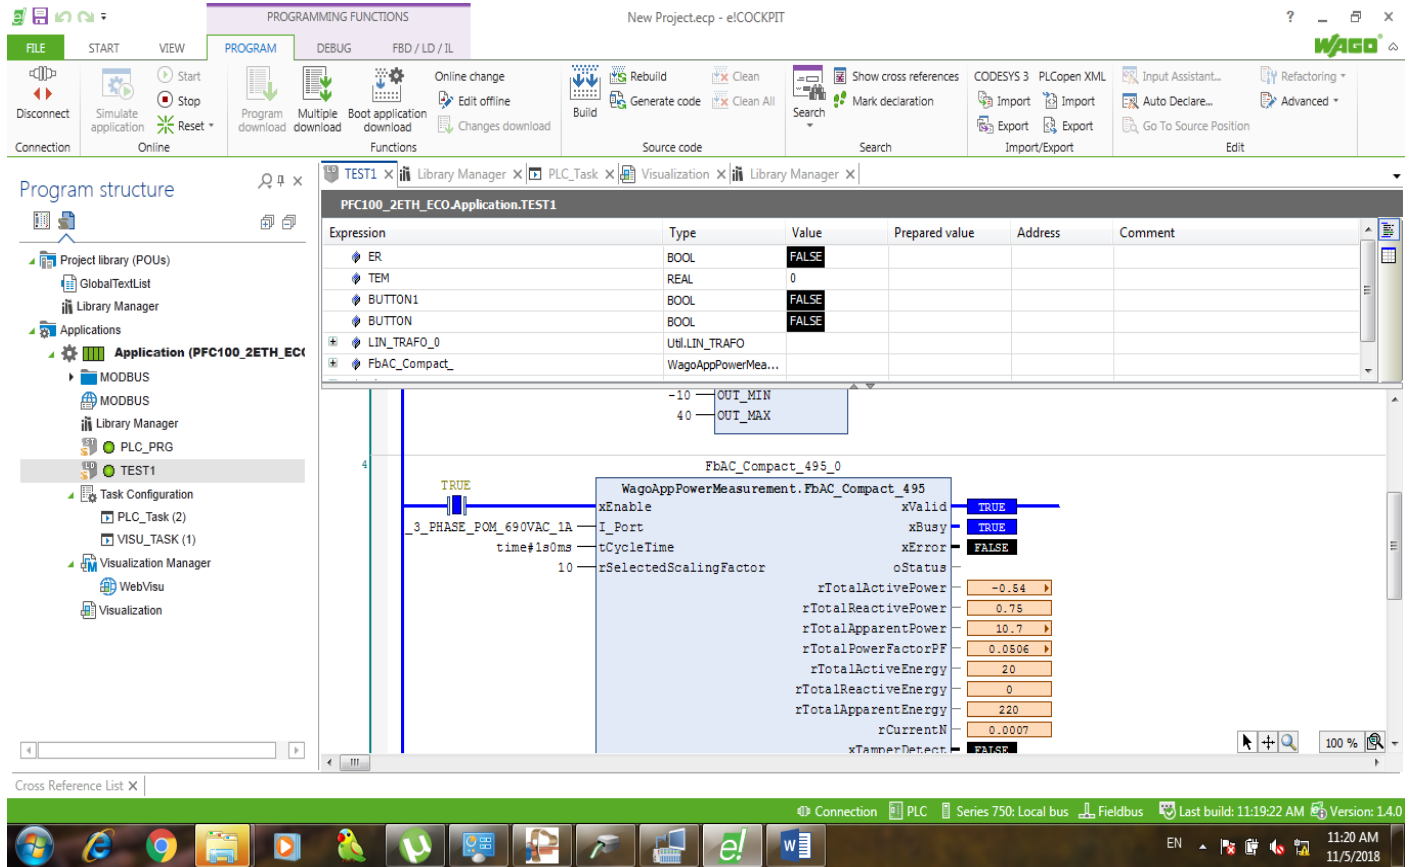 PROGRAMMING FUNCTIONS
New Project.ecp - e!COCKPIT
FILE START VIEW PROGRAM DEBUG FBD / LD / IL
WAGO
Disconnect
Connection
Simulate application
Start
Stop
Reset
Online
Program download
Multiple download
Boot application download
Online change
Edit offline
Changes download
Functions
Build
Rebuild
Generate code
Clean
Clean All
Source code
Search
Show cross references
Mark declaration
Search
CODESYS 3 PLCopen XML
Import Import
Export Export
Import/Export
Input Assistant...
Auto Declare...
Go To Source Position
Refactoring
Advanced
Edit
Program structure
Project library (POUs)
GlobalTextList
Library Manager
Applications
Application (PFC100_2ETH_EC
MODBUS
MODBUS
Library Manager
PLC_PRG
TEST1
Task Configuration
PLC_Task (2)
VISU_TASK (1)
Visualization Manager
WebVisu
Visualization
TEST1 Library Manager PLC_Task Visualization Library Manager
PFC100_2ETH_ECO.Application.TEST1
Expression Type Value Prepared value Address Comment
ER BOOL FALSE
TEM REAL 0
BUTTON1 BOOL FALSE
BUTTON BOOL FALSE
LIN_TRAFO_0 Util.LIN_TRAFO
FbAC_Compact_ WagoAppPowerMea...
-10 OUT_MIN
40 OUT_MAX
4
FbAC_Compact_495_0
TRUE
WagoAppPowerMeasurement.FbAC_Compact_495
xEnable xValid TRUE
_3_PHASE_POM_690VAC_1A I_Port xBusy TRUE
time#1s0ms tCycleTime xError FALSE
10 rSelectedScalingFactor oStatus
rTotalActivePower -0.54
rTotalReactivePower 0.75
rTotalApparentPower 10.7
rTotalPowerFactorPF 0.0506
rTotalActiveEnergy 20
rTotalReactiveEnergy 0
rTotalApparentEnergy 220
rCurrentN 0.0007
xTamperDetect FALSE
100 %
Cross Reference List
Connection PLC Series 750: Local bus Fieldbus Last build: 11:19:22 AM Version: 1.4.0
EN
11:20 AM
11/5/2018